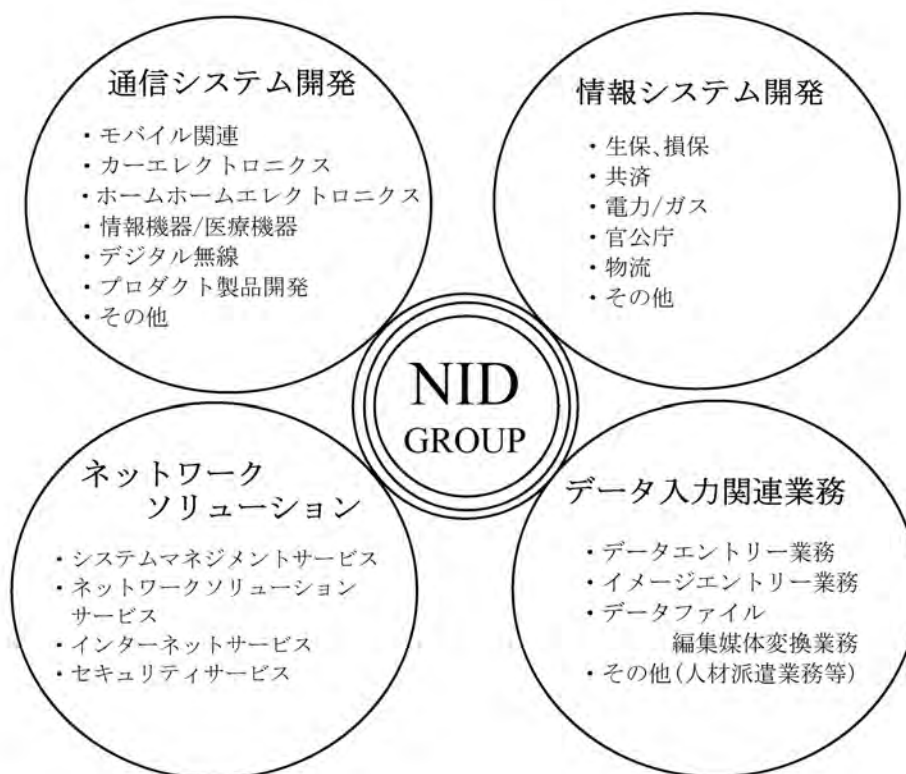 通信システム開発
・モバイル関連
・カーエレクトロニクス
・ホームホームエレクトロニクス
・情報機器/医療機器
・デジタル無線
・プロダクト製品開発
・その他
情報システム開発
・生保、損保
・共済
・電力/ガス
・官公庁
・物流
・その他
NID
GROUP
ネットワーク
ソリューション
・システムマネジメントサービス
・ネットワークソリューション
サービス
・インターネットサービス
・セキュリティサービス
データ入力関連業務
・データエントリー業務
・イメージエントリー業務
・データファイル
編集媒体変換業務
・その他(人材派遣業務等)